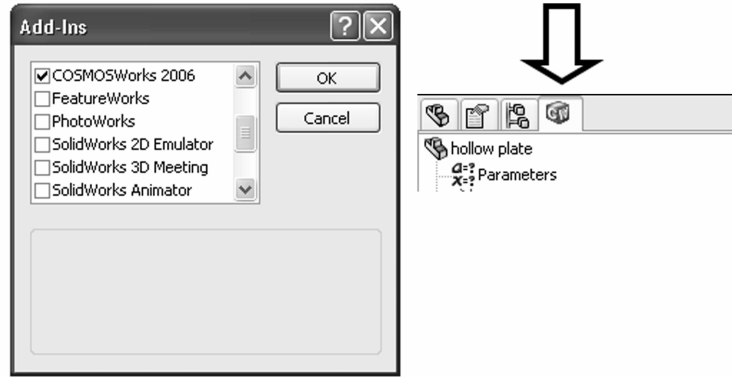 Add-Ins
COSMOSWorks 2006
FeatureWorks
PhotoWorks
SolidWorks 2D Emulator
SolidWorks 3D Meeting
SolidWorks Animator
OK
Cancel
hollow plate
a=?
x=? Parameters